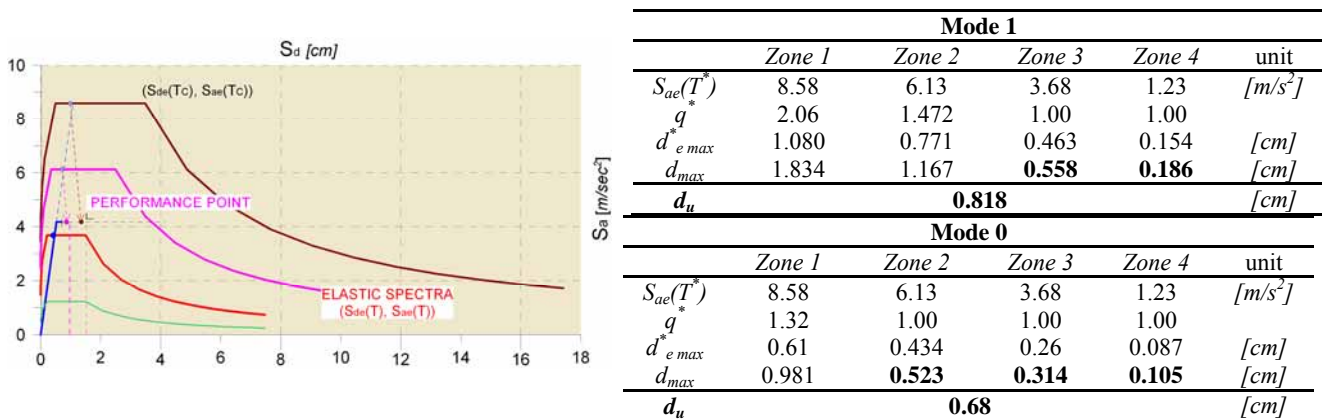 Sd [cm]
10
8
6
4
2
0
(Sde(Tc), Sae(Tc))
PERFORMANCE POINT
ELASTIC SPECTRA
(Sde(T), Sae(T))
Sa [m/sec²]
0 2 4 6 8 10 12 14 16 18
Mode 1
Zone 1 Zone 2 Zone 3 Zone 4 unit
Sae(T*) 8.58 6.13 3.68 1.23 [m/s²]
q* 2.06 1.472 1.00 1.00
d*e max 1.080 0.771 0.463 0.154 [cm]
dmax 1.834 1.167 0.558 0.186 [cm]
du 0.818 [cm]
Mode 0
Zone 1 Zone 2 Zone 3 Zone 4 unit
Sae(T*) 8.58 6.13 3.68 1.23 [m/s²]
q* 1.32 1.00 1.00 1.00
d*e max 0.61 0.434 0.26 0.087 [cm]
dmax 0.981 0.523 0.314 0.105 [cm]
du 0.68 [cm]